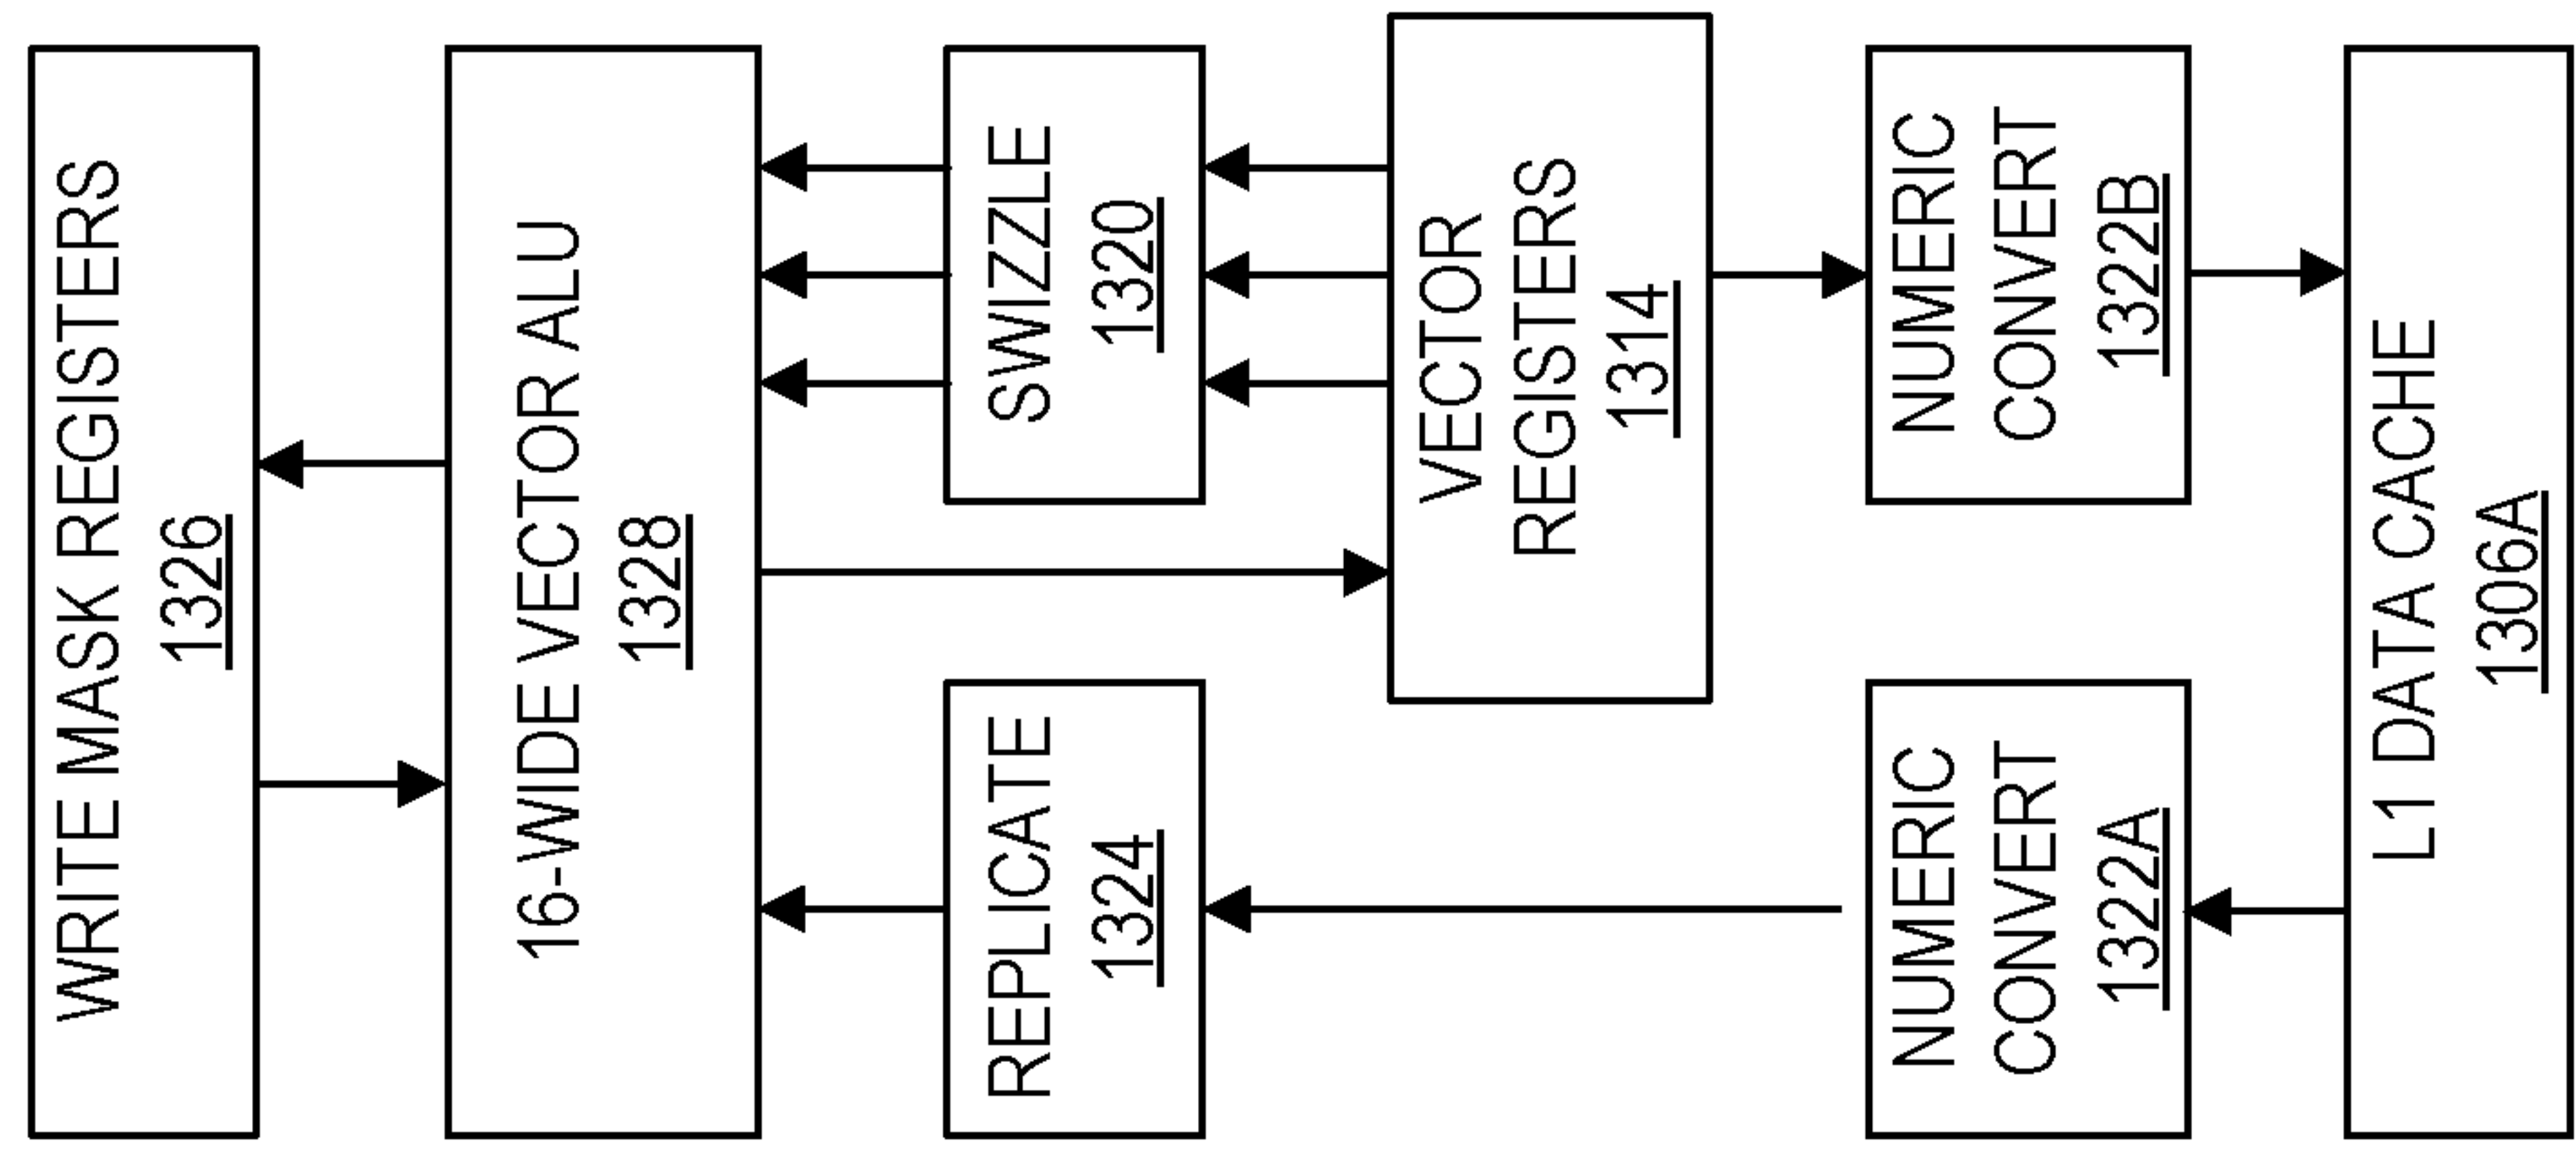 WRITE MASK REGISTERS
1326
16-WIDE VECTOR ALU
1328
REPLICATE
1324
SWIZZLE
1320
VECTOR
REGISTERS
1314
NUMERIC
CONVERT
1322A
NUMERIC
CONVERT
1322B
L1 DATA CACHE
1306A